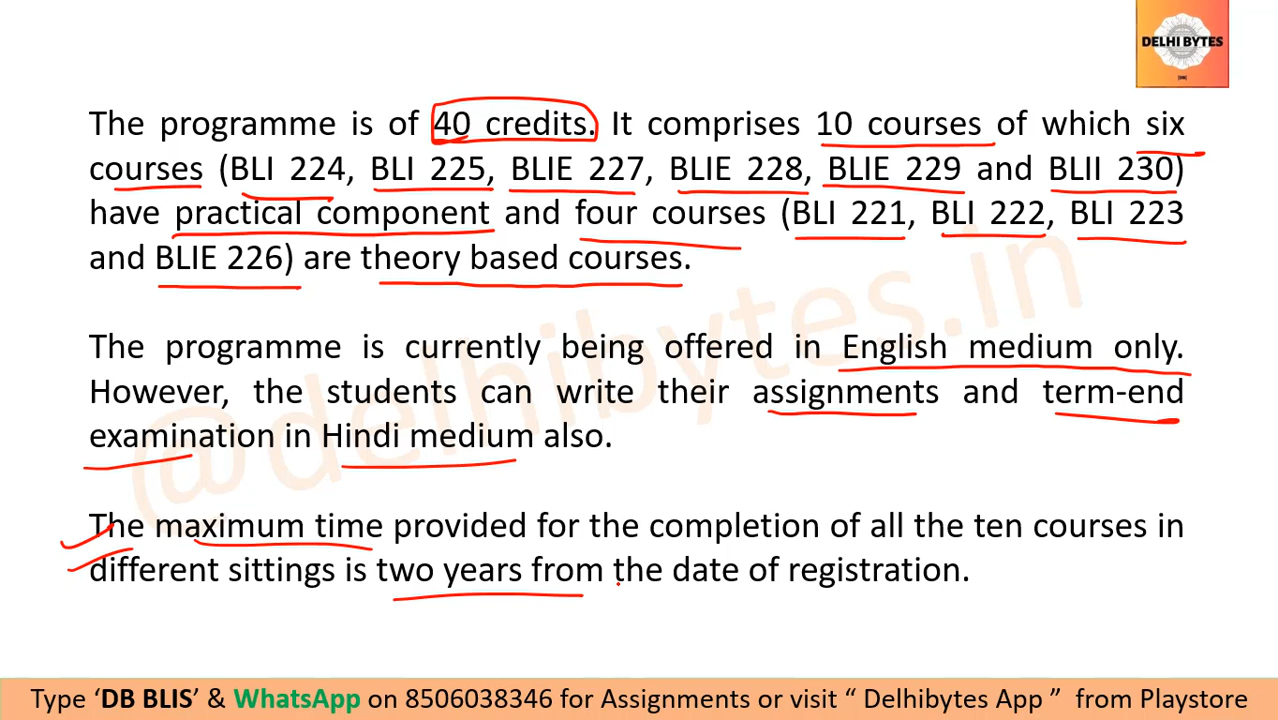 DELHI BYTES
[DB]
The programme is of 40 credits. It comprises 10 courses of which six
courses (BLI 224, BLI 225, BLIE 227, BLIE 228, BLIE 229 and BLII 230)
have practical component and four courses (BLI 221, BLI 222, BLI 223
and BLIE 226) are theory based courses.
The programme is currently being offered in English medium only.
However, the students can write their assignments and term-end
examination in Hindi medium also.
The maximum time provided for the completion of all the ten courses in
different sittings is two years from the date of registration.
@delhibytes.in
Type ‘DB BLIS’ & WhatsApp on 8506038346 for Assignments or visit “ Delhibytes App ” from Playstore